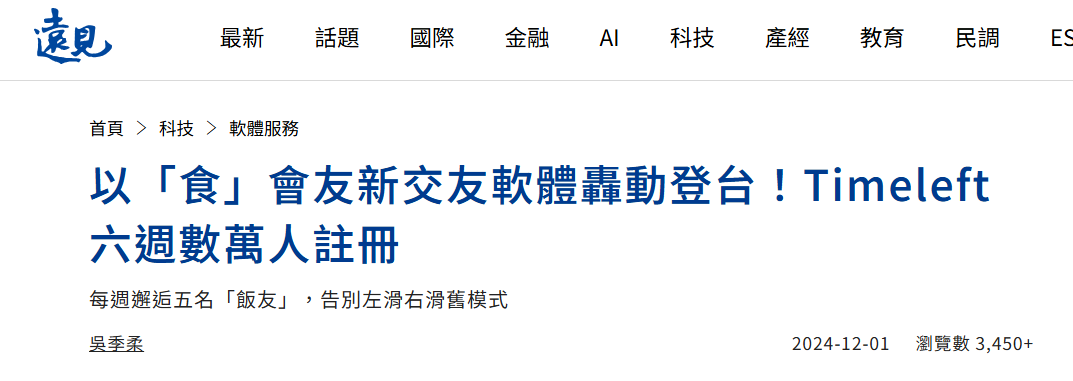 遠見
最新 話題 國際 金融 AI 科技 產經 教育 民調 ES
首頁 > 科技 > 軟體服務
以「食」會友新交友軟體轟動登台！Timeleft
六週數萬人註冊
每週邂逅五名「飯友」，告別左滑右滑舊模式
吳季柔 2024-12-01 瀏覽數 3,450+